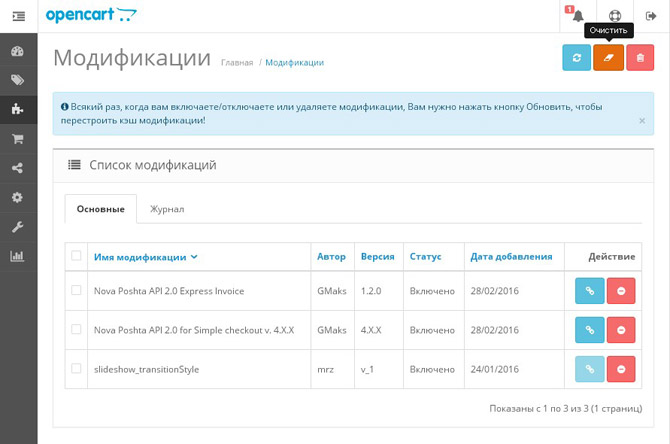 opencart
1
Очистить
Модификации
Главная / Модификации
Всякий раз, когда вам включаете/отключаете или удаляете модификации, Вам нужно нажать кнопку Обновить, чтобы
перестроить кэш модификации!
×
Список модификаций
Основные Журнал
Имя модификации Автор Версия Статус Дата добавления Действие
Nova Poshta API 2.0 Express Invoice GMaks 1.2.0 Включено 28/02/2016
Nova Poshta API 2.0 for Simple checkout v. 4.X.X GMaks 4.X.X Включено 28/02/2016
slideshow_transitionStyle mrz v_1 Включено 24/01/2016
Показаны с 1 по 3 из 3 (1 страниц)